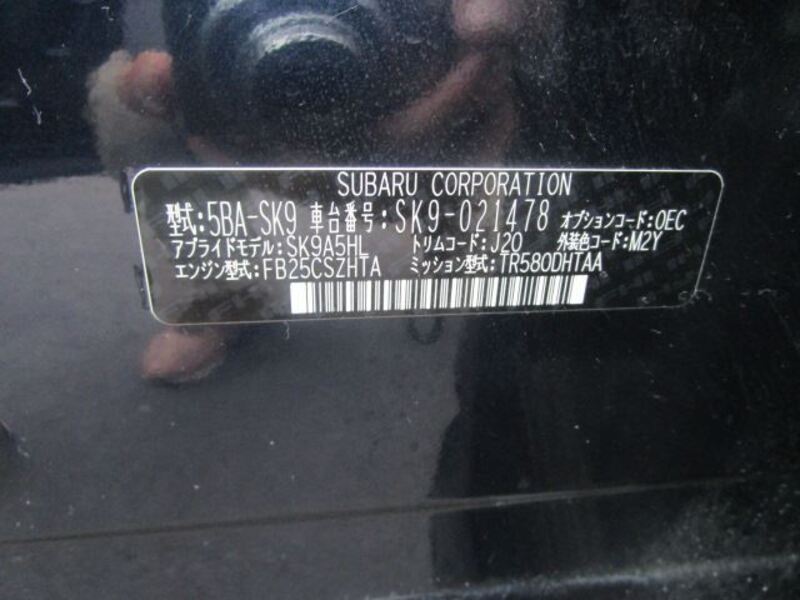 SUBARU CORPORATION
型式:5BA-SK9 車台番号:SK9-021478 オプションコード:OEC
アプライドモデル:SK9A5HL トリムコード:J20 外装色コード:M2Y
エンジン型式:FB25CSZHTA ミッション型式:TR580DHTAA